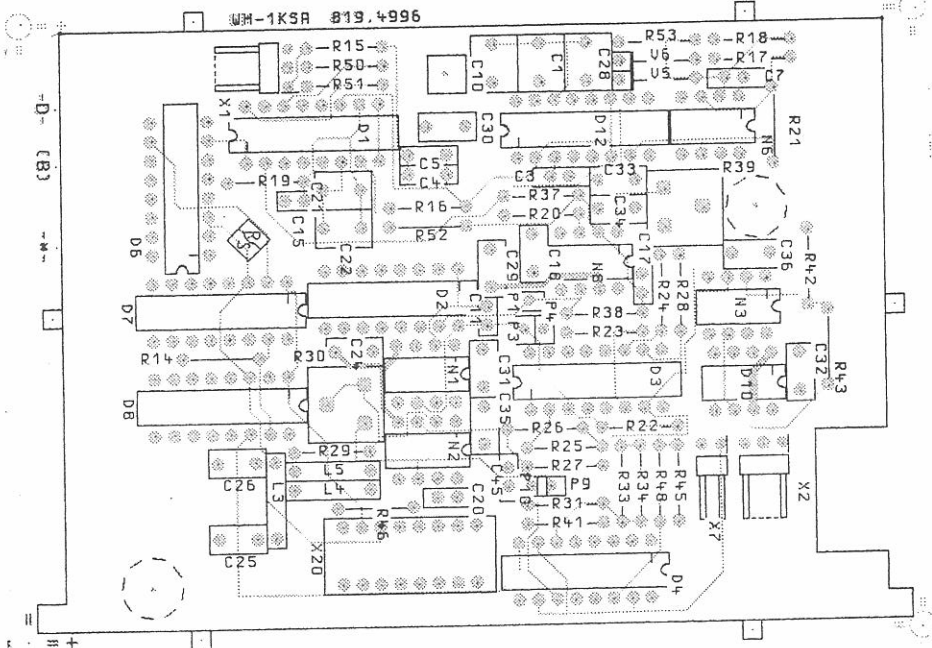 WH-1KSA 819.4996
R15
R50
R51
X1
D1
C30
C10
C1
C28
R53
V6
V5
R18
R17
C7
D12
N6
R21
R19
C21
C15
C22
C5
C4
R16
R52
C3
R37
R20
C33
C34
R39
C36
R42
D6
D7
D2
C29
C11
C18
N8
C17
P1
P3
P4
R38
R23
R24
R28
N3
R14
R30
C24
N1
C31
D3
D10
C32
R43
D8
C35
R26
R22
R29
N2
R25
R27
C45
P9
C26
L3
L5
L4
C20
R31
R41
R33
R34
R48
R45
X7
X2
C25
R46
X20
D4